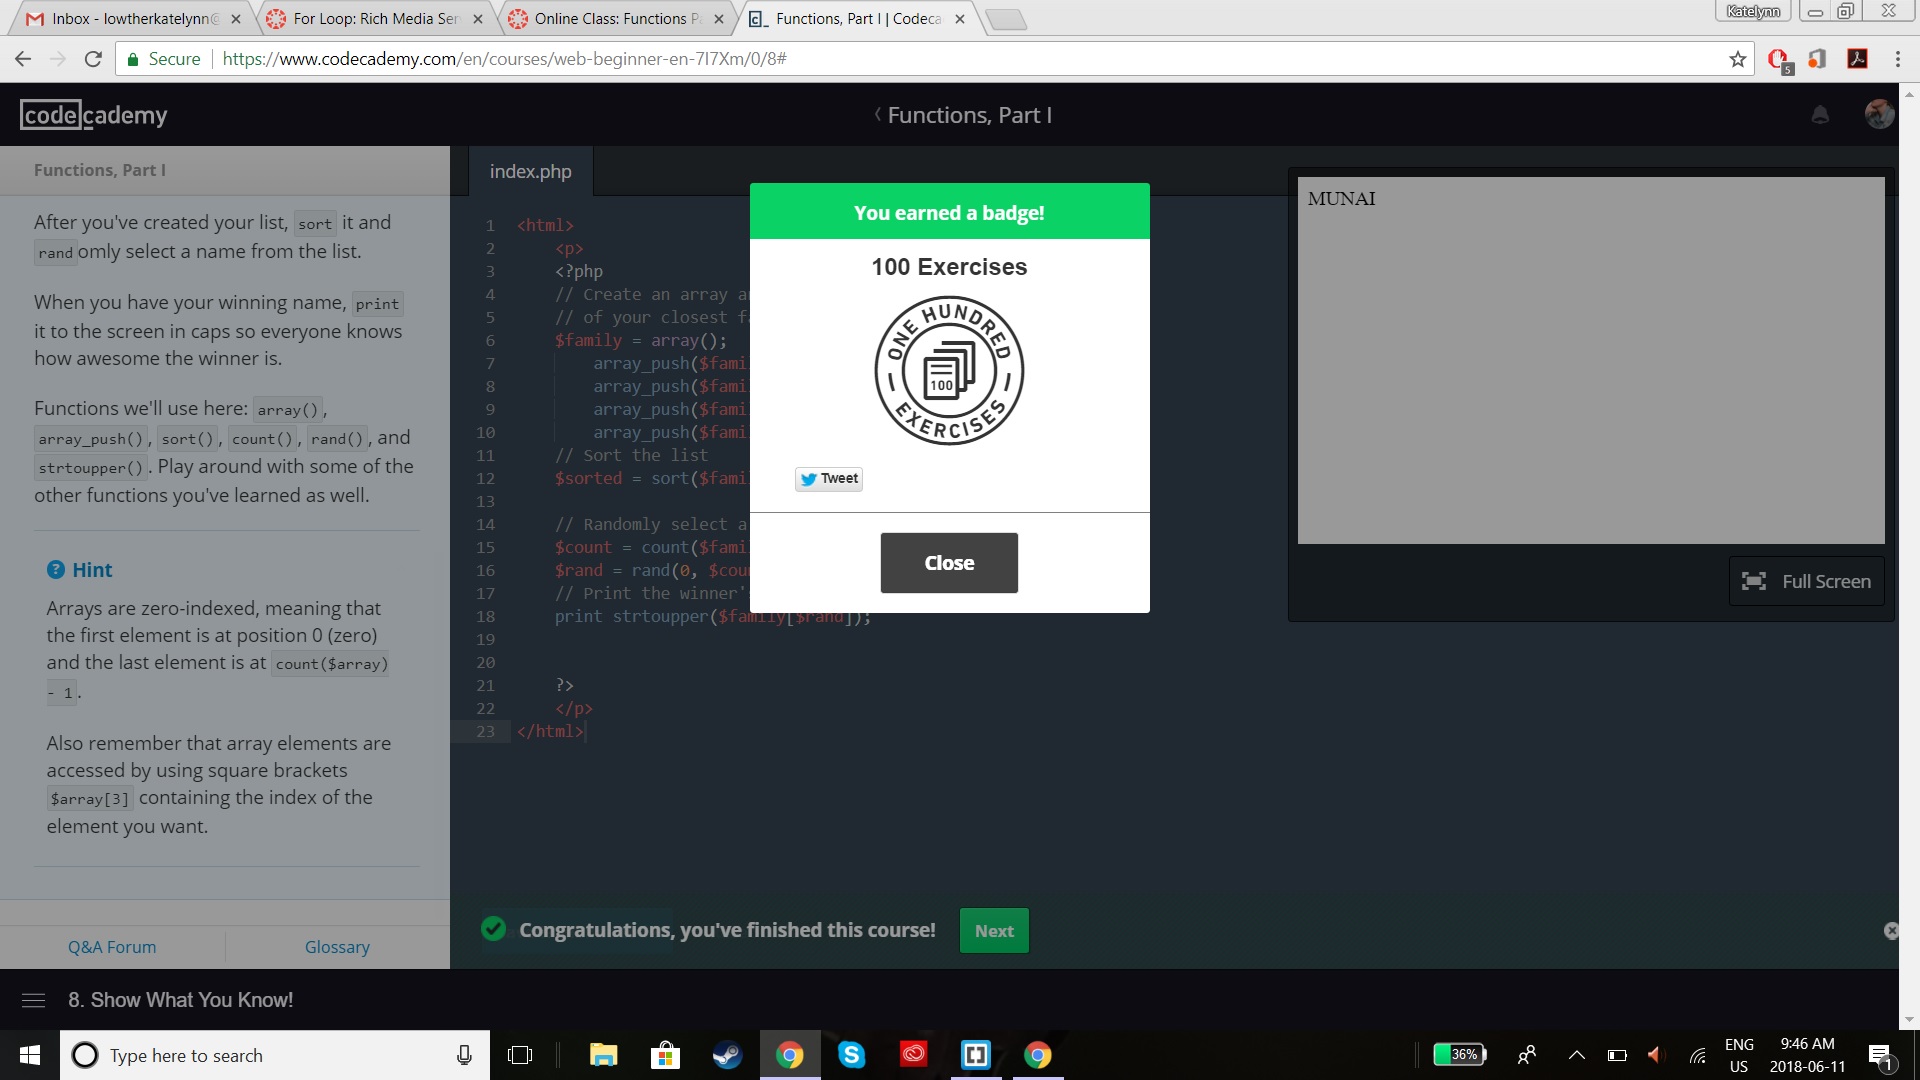 Inbox - lowtherkatelynn@
For Loop: Rich Media Ser
Online Class: Functions P
Functions, Part I | Codeca
Katelynn
Secure
https://www.codecademy.com/en/courses/web-beginner-en-7I7Xm/0/8#
5
codecademy
Functions, Part I
Functions, Part I
After you've created your list, sort it and
randomly select a name from the list.
When you have your winning name, print
it to the screen in caps so everyone knows
how awesome the winner is.
Functions we'll use here: array(),
array_push(), sort(), count(), rand(), and
strtoupper(). Play around with some of the
other functions you've learned as well.
? Hint
Arrays are zero-indexed, meaning that
the first element is at position 0 (zero)
and the last element is at count($array)
- 1.
Also remember that array elements are
accessed by using square brackets
$array[3] containing the index of the
element you want.
Q&A Forum
Glossary
index.php
1 <html>
2 <p>
3 <?php
4 // Create an array a
5 // of your closest f
6 $family = array();
7 array_push($fami
8 array_push($fami
9 array_push($fami
10 array_push($fami
11 // Sort the list
12 $sorted = sort($fami
13
14 // Randomly select a
15 $count = count($fami
16 $rand = rand(0, $cou
17 // Print the winner's
18 print strtoupper($family[$rand]);
19
20
21 ?>
22 </p>
23 </html>
You earned a badge!
100 Exercises
ONE HUNDRED
100
EXERCISES
Tweet
Close
MUNAI
Full Screen
Congratulations, you've finished this course!
Next
8. Show What You Know!
Type here to search
36%
ENG
US
9:46 AM
2018-06-11
1